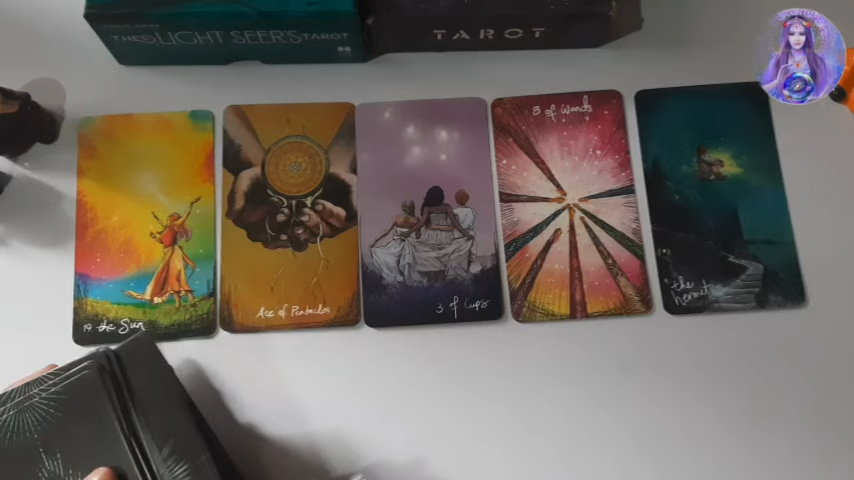 THE LIGHT SEER'S TAROT
TAROT
19 the Sun
Ace of Pentacles
3 of Cups
8 of Wands
the
hermit